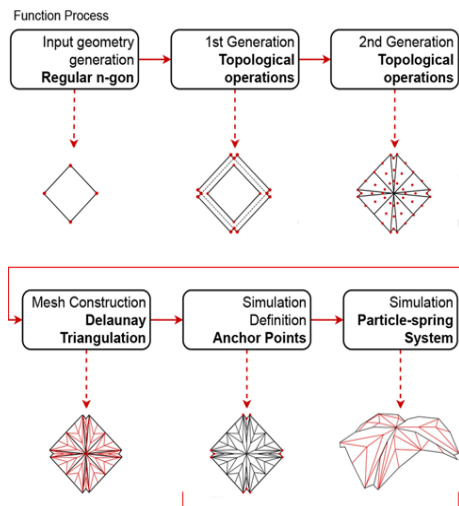 Function Process
Input geometry
generation
Regular n-gon
1st Generation
Topological
operations
2nd Generation
Topological
operations
Mesh Construction
Delaunay
Triangulation
Simulation
Definition
Anchor Points
Simulation
Particle-spring
System